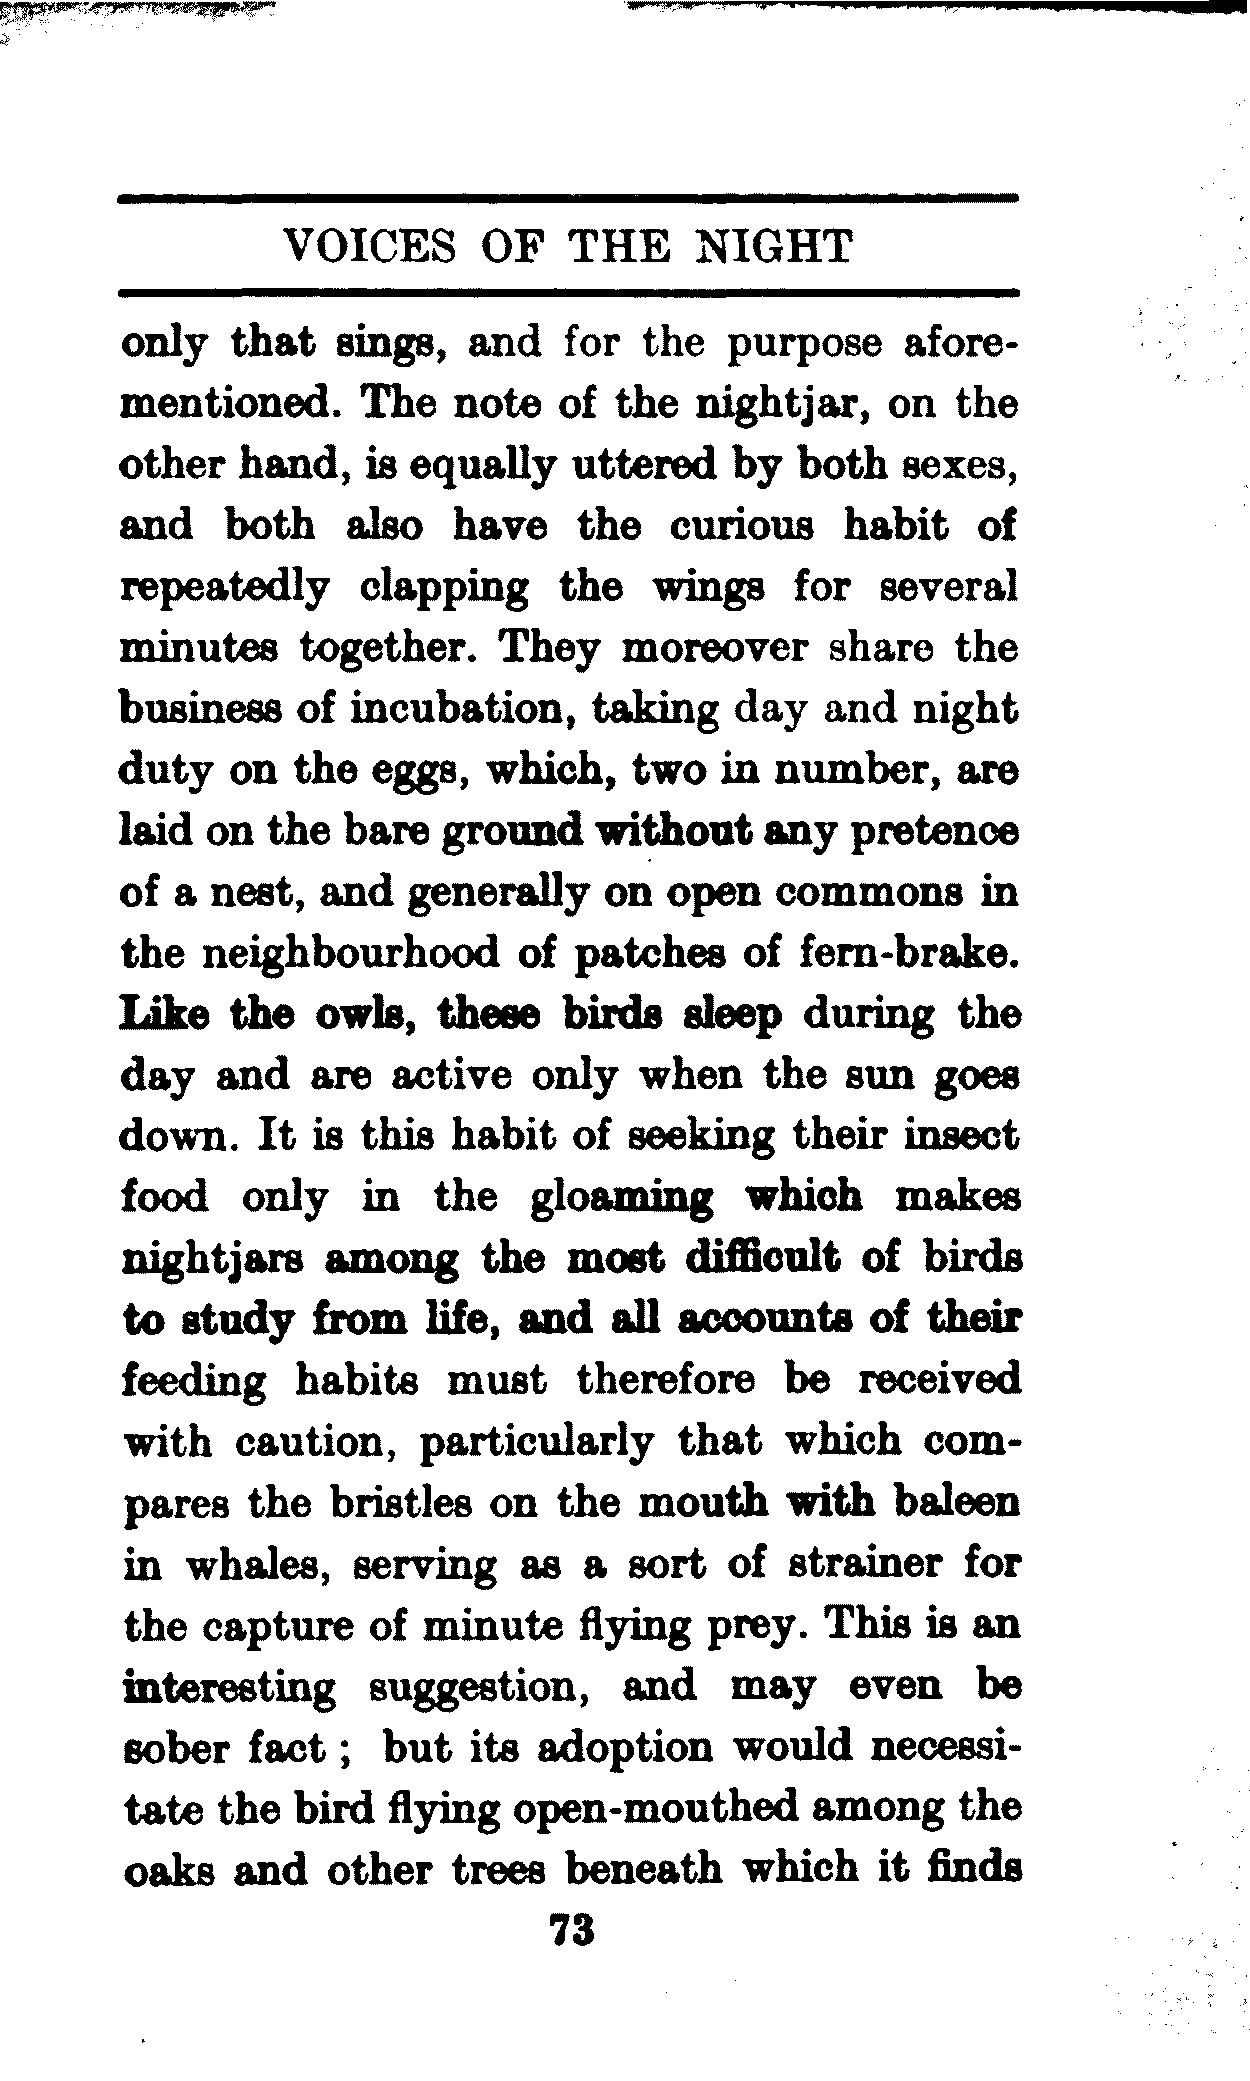 VOICES OF THE NIGHT
only that sings, and for the purpose afore-
mentioned. The note of the nightjar, on the
other hand, is equally uttered by both sexes,
and both also have the curious habit of
repeatedly clapping the wings for several
minutes together. They moreover share the
business of incubation, taking day and night
duty on the eggs, which, two in number, are
laid on the bare ground without any pretence
of a nest, and generally on open commons in
the neighbourhood of patches of fern-brake.
Like the owls, these birds sleep during the
day and are active only when the sun goes
down. It is this habit of seeking their insect
food only in the gloaming which makes
nightjars among the most difficult of birds
to study from life, and all accounts of their
feeding habits must therefore be received
with caution, particularly that which com-
pares the bristles on the mouth with baleen
in whales, serving as a sort of strainer for
the capture of minute flying prey. This is an
interesting suggestion, and may even be
sober fact ; but its adoption would necessi-
tate the bird flying open-mouthed among the
oaks and other trees beneath which it finds
73